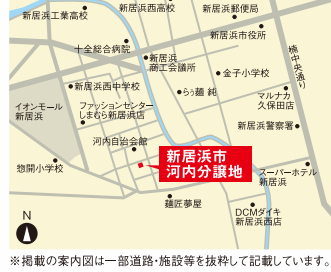 新居浜工業高校
新居浜西高校
新居浜郵便局
新居浜市役所
十全総合病院
新居浜
商工会議所
楠中央通り
金子小学校
新居浜西中学校
らぅ麺 純
マルナカ
久保田店
イオンモール
新居浜
ファッションセンター
しまむら新居浜店
新居浜警察署
河内自治会館
新居浜市
河内分譲地
惣開小学校
スーパーホテル
新居浜
麺匠夢屋
DCMダイキ
新居浜西店
N
※掲載の案内図は一部道路・施設等を抜粋して記載しています。